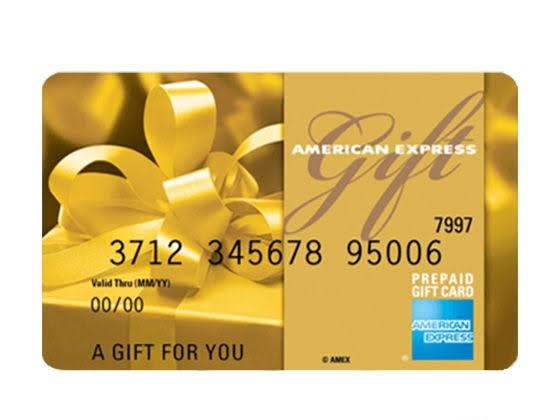 Gift
AMERICAN EXPRESS
7997
3712 345678 95006
Valid Thru (MM/YY)
00/00
PREPAID
GIFT CARD
AMERICAN
EXPRESS
®
A GIFT FOR YOU
© AMEX